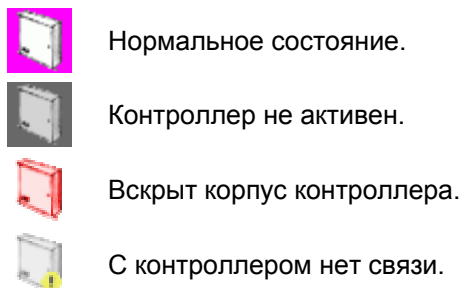 Нормальное состояние.
Контроллер не активен.
Вскрыт корпус контроллера.
С контроллером нет связи.